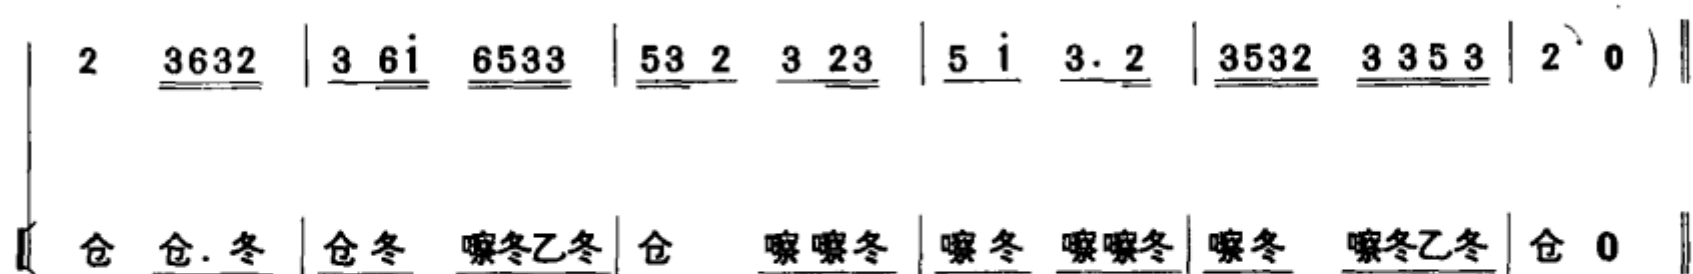 2 3632 | 3 6i 6533 | 53 2 3 23 | 5 i 3. 2 | 3532 3353 | 2 0 ) ‖
仓 仓. 冬 | 仓冬 嚓冬乙冬 | 仓 嚓嚓冬 | 嚓冬 嚓嚓冬 | 嚓冬 嚓冬乙冬 | 仓 0 ‖